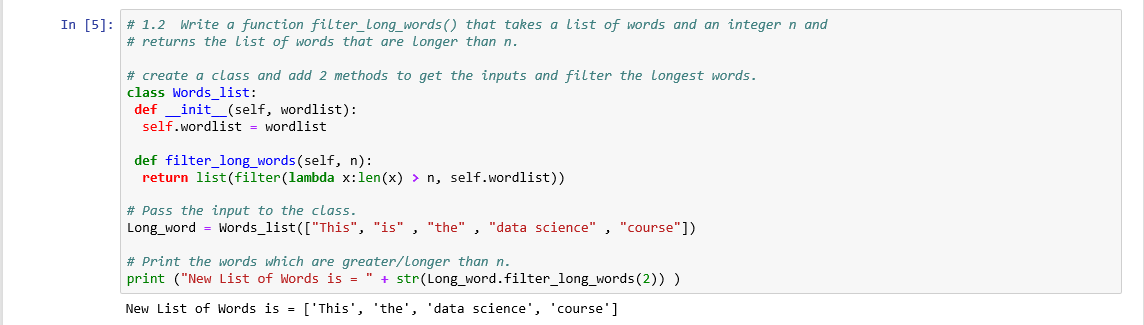 In [5]: # 1.2  Write a function filter_long_words() that takes a list of words and an integer n and
# returns the list of words that are longer than n.
# create a class and add 2 methods to get the inputs and filter the longest words.
class Words_list:
 def __init__(self, wordlist):
  self.wordlist = wordlist
 def filter_long_words(self, n):
  return list(filter(lambda x:len(x) > n, self.wordlist))
# Pass the input to the class.
Long_word = Words_list(["This", "is" , "the" , "data science" , "course"])
# Print the words which are greater/longer than n.
print ("New List of Words is = " + str(Long_word.filter_long_words(2)) )
New List of Words is = ['This', 'the', 'data science', 'course']